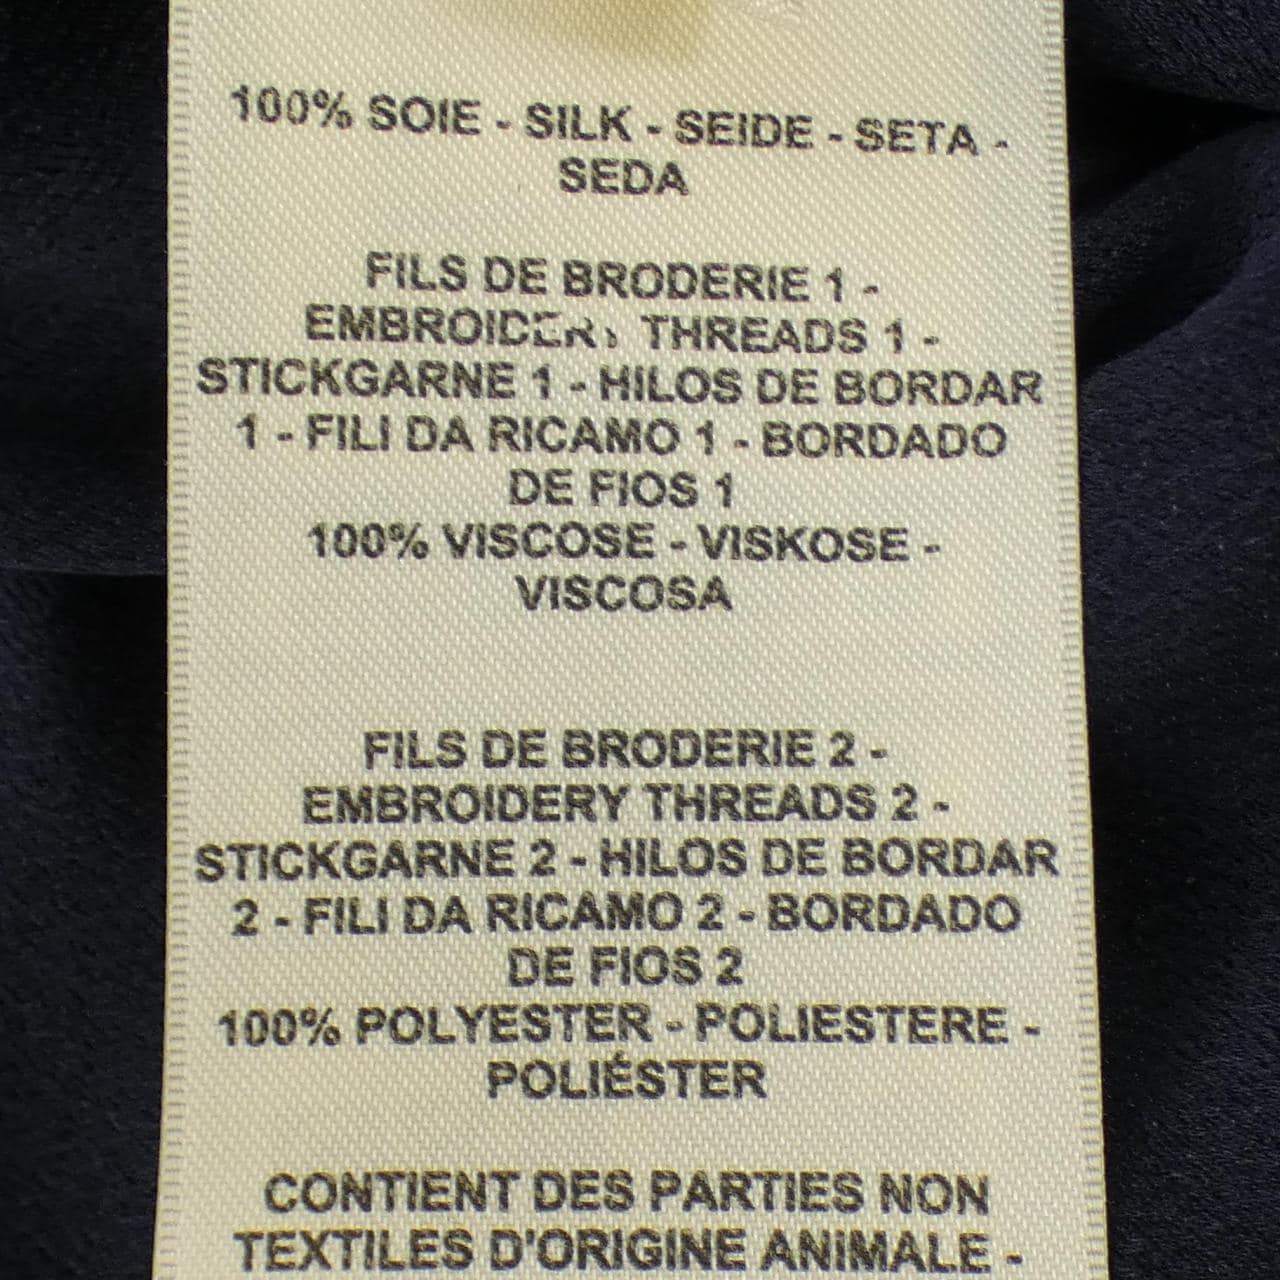 100% SOIE - SILK - SEIDE - SETA -
SEDA
FILS DE BRODERIE 1 -
EMBROIDERY THREADS 1 -
STICKGARNE 1 - HILOS DE BORDAR
1 - FILI DA RICAMO 1 - BORDADO
DE FIOS 1
100% VISCOSE - VISKOSE -
VISCOSA
FILS DE BRODERIE 2 -
EMBROIDERY THREADS 2 -
STICKGARNE 2 - HILOS DE BORDAR
2 - FILI DA RICAMO 2 - BORDADO
DE FIOS 2
100% POLYESTER - POLIESTERE -
POLIÉSTER
CONTIENT DES PARTIES NON
TEXTILES D'ORIGINE ANIMALE -